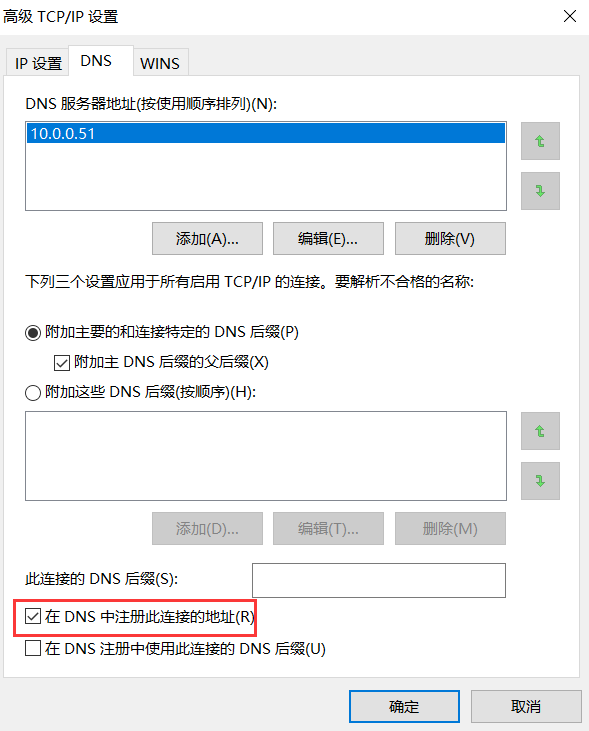 高级 TCP/IP 设置
IP 设置 DNS WINS
DNS 服务器地址(按使用顺序排列)(N):
10.0.0.51
添加(A)... 编辑(E)... 删除(V)
下列三个设置应用于所有启用 TCP/IP 的连接。要解析不合格的名称:
附加主要的和连接特定的 DNS 后缀(P)
附加主 DNS 后缀的父后缀(X)
附加这些 DNS 后缀(按顺序)(H):
添加(D)... 编辑(T)... 删除(M)
此连接的 DNS 后缀(S):
在 DNS 中注册此连接的地址(R)
在 DNS 注册中使用此连接的 DNS 后缀(U)
确定 取消